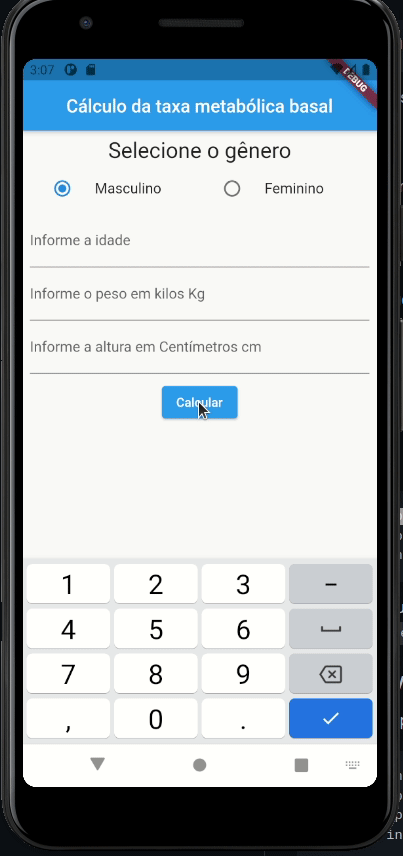 3:07
DEBUG
Cálculo da taxa metabólica basal
Selecione o gênero
Masculino Feminino
Informe a idade
Informe o peso em kilos Kg
Informe a altura em Centímetros cm
Calcular
1 2 3 -
4 5 6
7 8 9
, 0 .
in